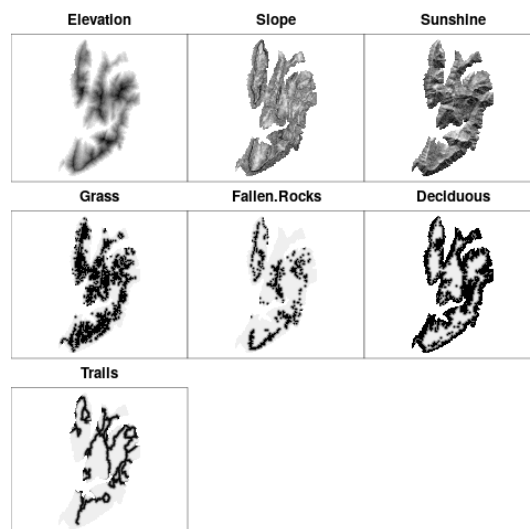 Elevation
Slope
Sunshine
Grass
Fallen.Rocks
Deciduous
Trails